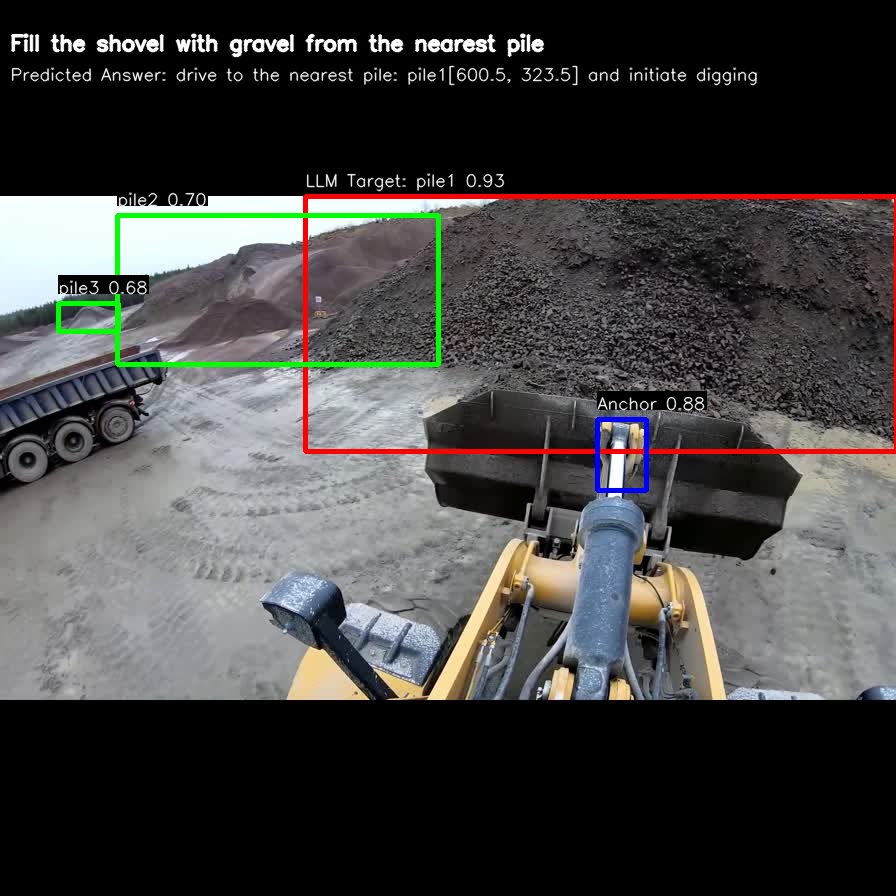 Fill the shovel with gravel from the nearest pile
Predicted Answer: drive to the nearest pile: pile1[600.5, 323.5] and initiate digging
LLM Target: pile1 0.93
pile2 0.70
pile3 0.68
Anchor 0.88